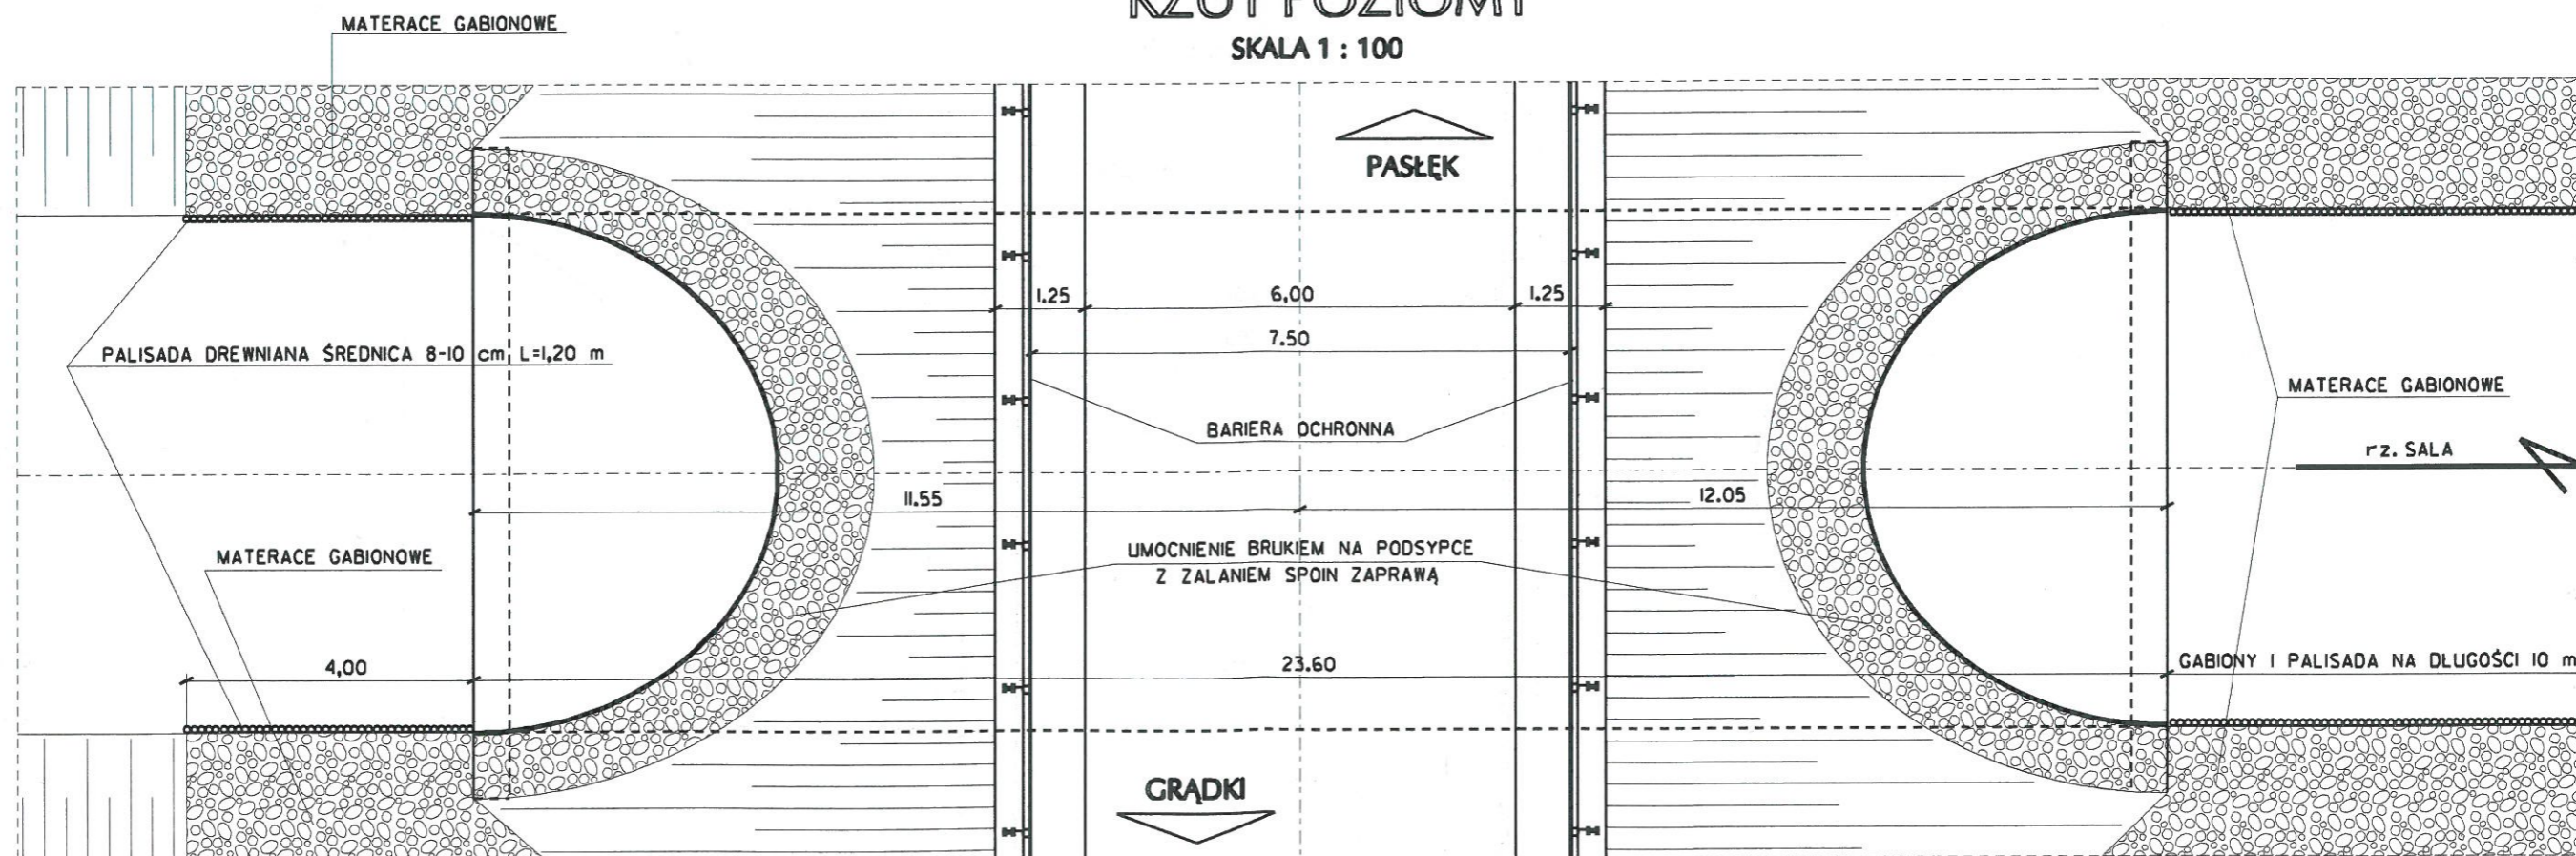 RZUT POZIOMY
SKALA 1 : 100
MATERACE GABIONOWE
PASŁĘK
1.25
6,00
1.25
7.50
PALISADA DREWNIANA ŚREDNICA 8-10 cm L=1,20 m
MATERACE GABIONOWE
BARIERA OCHRONNA
rz. SALA
11.55
12.05
MATERACE GABIONOWE
UMOCNIENIE BRUKIEM NA PODSYPCE
Z ZALANIEM SPOIN ZAPRAWĄ
4,00
23.60
GABIONY I PALISADA NA DŁUGOŚCI 10 m
GRĄDKI